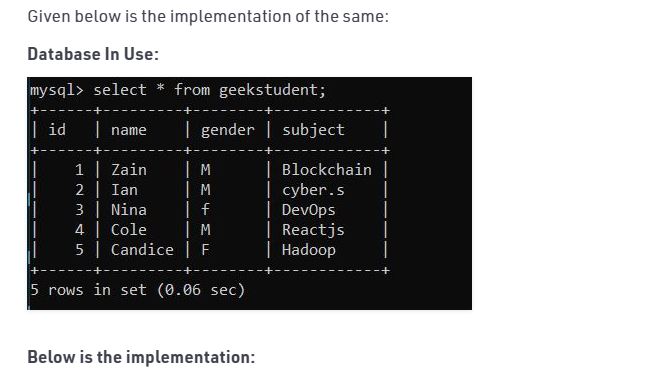 Given below is the implementation of the same:
Database In Use:
mysql> select * from geekstudent;
+------+---------+--------+------------+
| id   | name    | gender | subject    |
+------+---------+--------+------------+
|    1 | Zain    | M      | Blockchain |
|    2 | Ian     | M      | cyber.s    |
|    3 | Nina    | f      | DevOps     |
|    4 | Cole    | M      | Reactjs    |
|    5 | Candice | F      | Hadoop     |
+------+---------+--------+------------+
5 rows in set (0.06 sec)
Below is the implementation: